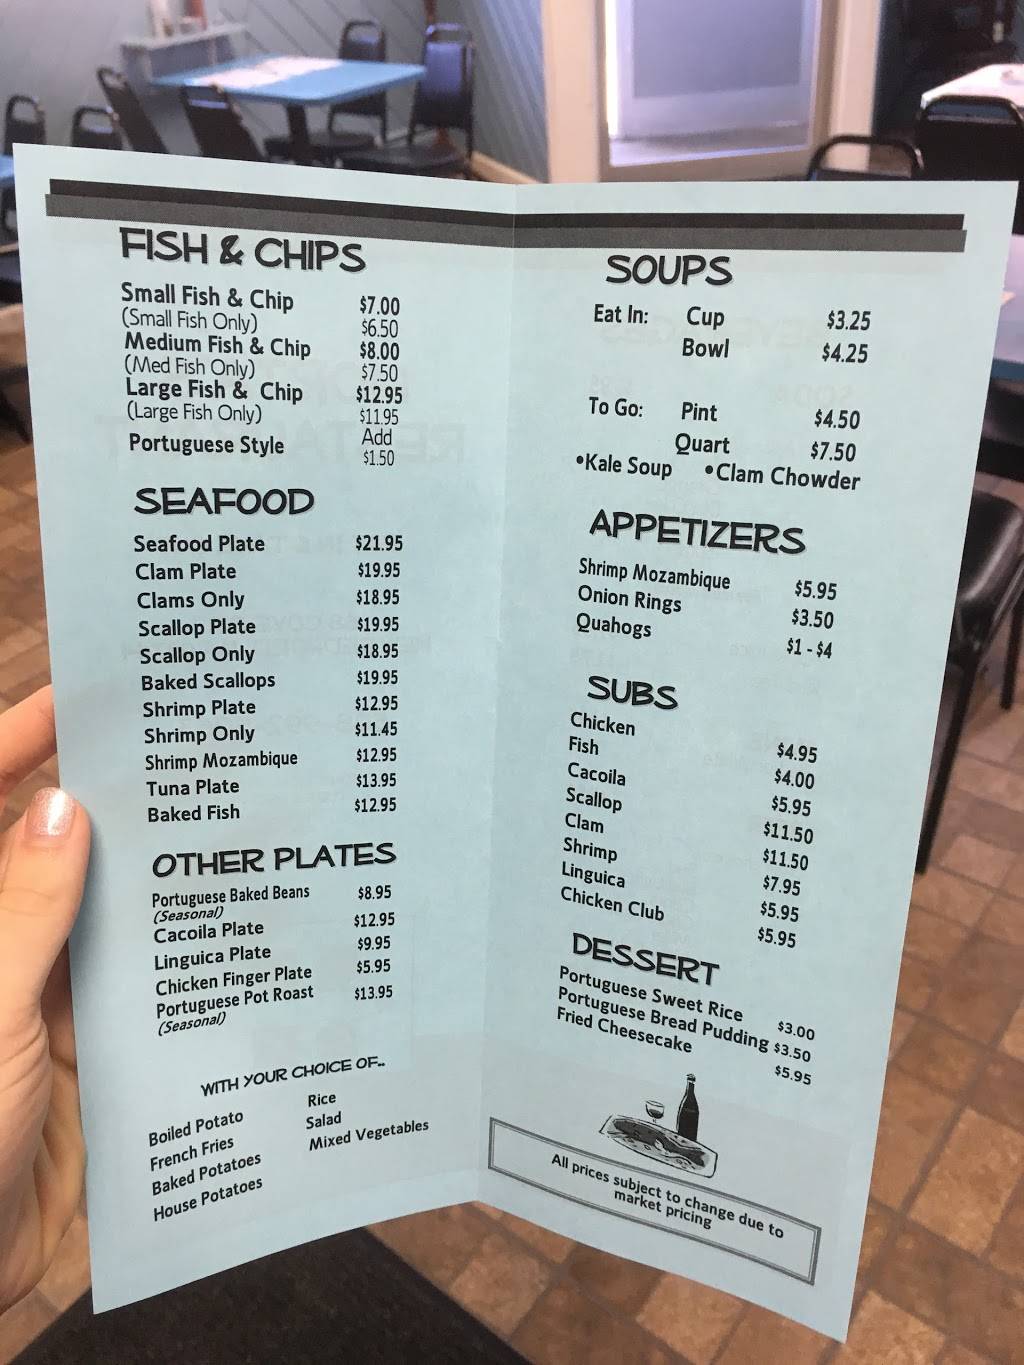 FISH & CHIPS
Small Fish & Chip $7.00
(Small Fish Only) $6.50
Medium Fish & Chip $8.00
(Med Fish Only) $7.50
Large Fish & Chip $12.95
(Large Fish Only) $11.95
Portuguese Style Add
$1.50
SEAFOOD
Seafood Plate $21.95
Clam Plate $19.95
Clams Only $18.95
Scallop Plate $19.95
Scallop Only $18.95
Baked Scallops $19.95
Shrimp Plate $12.95
Shrimp Only $11.45
Shrimp Mozambique $12.95
Tuna Plate $13.95
Baked Fish $12.95
OTHER PLATES
Portuguese Baked Beans $8.95
(Seasonal)
Cacoila Plate $12.95
Linguica Plate $9.95
Chicken Finger Plate $5.95
Portuguese Pot Roast $13.95
(Seasonal)
WITH YOUR CHOICE OF..
Boiled Potato Rice
French Fries Salad
Baked Potatoes Mixed Vegetables
House Potatoes
SOUPS
Eat In: Cup $3.25
Bowl $4.25
To Go: Pint $4.50
Quart $7.50
•Kale Soup •Clam Chowder
APPETIZERS
Shrimp Mozambique $5.95
Onion Rings $3.50
Quahogs $1 - $4
SUBS
Chicken $4.95
Fish $4.00
Cacoila $5.95
Scallop $11.50
Clam $11.50
Shrimp $7.95
Linguica $5.95
Chicken Club $5.95
DESSERT
Portuguese Sweet Rice $3.00
Portuguese Bread Pudding $3.50
Fried Cheesecake $5.95
All prices subject to change due to
market pricing